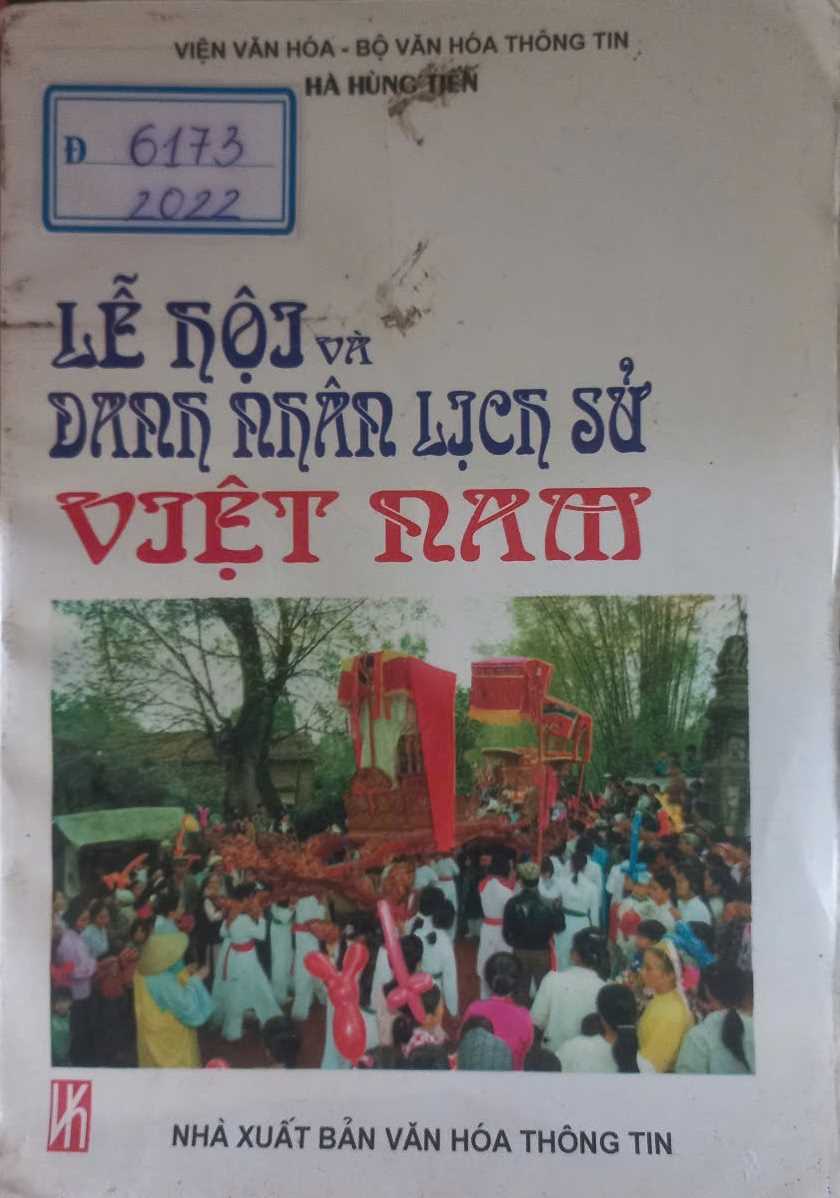 VIỆN VĂN HÓA - BỘ VĂN HÓA THÔNG TIN
HÀ HÙNG TIẾN
Đ 6173
2022
LỄ HỘI VÀ
DANH NHÂN LỊCH SỬ
VIỆT NAM
NHÀ XUẤT BẢN VĂN HÓA THÔNG TIN